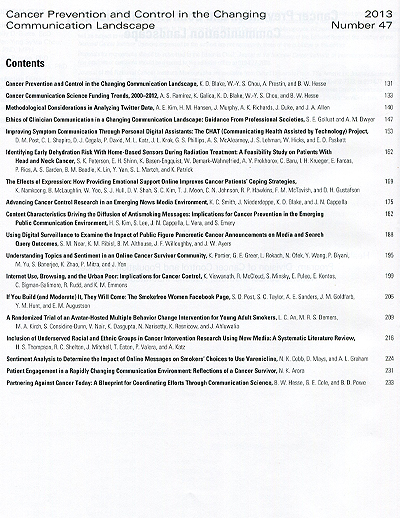 Cancer Prevention and Control in the Changing Communication Landscape
2013
Number 47
Contents
Cancer Prevention and Control in the Changing Communication Landscape, K. D. Blake, W.-Y. S. Chou, A. Prestin, and B. W. Hesse 131
Cancer Communication Science Funding Trends, 2000–2012, A. S. Ramírez, K. Galica, K. D. Blake, W.-Y. S. Chou, and B. W. Hesse 133
Methodological Considerations in Analyzing Twitter Data, A. E. Kim, H. M. Hansen, J. Murphy, A. K. Richards, J. Duke, and J. A. Allen 140
Ethics of Clinician Communication in a Changing Communication Landscape: Guidance From Professional Societies, S. E. Gollust and A. M. Dwyer 147
Improving Symptom Communication Through Personal Digital Assistants: The CHAT (Communicating Health Assisted by Technology) Project, 153
D. M. Post, C. L. Shapiro, D. J. Cegala, P. David, M. L. Katz, J. L. Krok, G. S. Phillips, A. S. McAlearney, J. S. Lehman, W. Hicks, and E. D. Paskett
Identifying Early Dehydration Risk With Home-Based Sensors During Radiation Treatment: A Feasibility Study on Patients With 162
Head and Neck Cancer, S. K. Peterson, E. H. Shinn, K. Basen-Engquist, W. Demark-Wahnefried, A. V. Prokhorov, C. Baru, I. H. Krueger, E. Farcas,
P. Rios, A. S. Garden, B. M. Beadle, K. Lin, Y. Yan, S. L. Martch, and K. Patrick
The Effects of Expression: How Providing Emotional Support Online Improves Cancer Patients' Coping Strategies, 169
K. Namkoong, B. McLaughlin, W. Yoo, S. J. Hull, D. V. Shah, S. C. Kim, T. J. Moon, C. N. Johnson, R. P. Hawkins, F. M. McTavish, and D. H. Gustafson
Advancing Cancer Control Research in an Emerging News Media Environment, K. C. Smith, J. Niederdeppe, K. D. Blake, and J. N. Cappella 175
Content Characteristics Driving the Diffusion of Antismoking Messages: Implications for Cancer Prevention in the Emerging 182
Public Communication Environment, H. S. Kim, S. Lee, J. N. Cappella, L. Vera, and S. Emery
Using Digital Surveillance to Examine the Impact of Public Figure Pancreatic Cancer Announcements on Media and Search 188
Query Outcomes, S. M. Noar, K. M. Ribisl, B. M. Althouse, J. F. Willoughby, and J. W. Ayers
Understanding Topics and Sentiment in an Online Cancer Survivor Community, K. Portier, G. E. Greer, L. Rokach, N. Ofek, Y. Wang, P. Biyani, 195
M. Yu, S. Banerjee, K. Zhao, P. Mitra, and J. Yen
Internet Use, Browsing, and the Urban Poor: Implications for Cancer Control, K. Viswanath, R. McCloud, S. Minsky, E. Puleo, E. Kontos, 199
C. Bigman-Galimore, R. Rudd, and K. M. Emmons
If You Build (and Moderate) It, They Will Come: The Smokefree Women Facebook Page, S. D. Post, S. C. Taylor, A. E. Sanders, J. M. Goldfarb, 206
Y. M. Hunt, and E. M. Augustson
A Randomized Trial of an Avatar-Hosted Multiple Behavior Change Intervention for Young Adult Smokers, L. C. An, M. R. S. Demers, 209
M. A. Kirch, S. Considine-Dunn, V. Nair, K. Dasgupta, N. Narisetty, K. Resnicow, and J. Ahluwalia
Inclusion of Underserved Racial and Ethnic Groups in Cancer Intervention Research Using New Media: A Systematic Literature Review, 216
H. S. Thompson, R. C. Shelton, J. Mitchell, T. Eaton, P. Valera, and A. Katz
Sentiment Analysis to Determine the Impact of Online Messages on Smokers' Choices to Use Varenicline, N. K. Cobb, D. Mays, and A. L. Graham 224
Patient Engagement in a Rapidly Changing Communication Environment: Reflections of a Cancer Survivor, N. K. Arora 231
Partnering Against Cancer Today: A Blueprint for Coordinating Efforts Through Communication Science, B. W. Hesse, G. E. Cole, and B. D. Powe 233